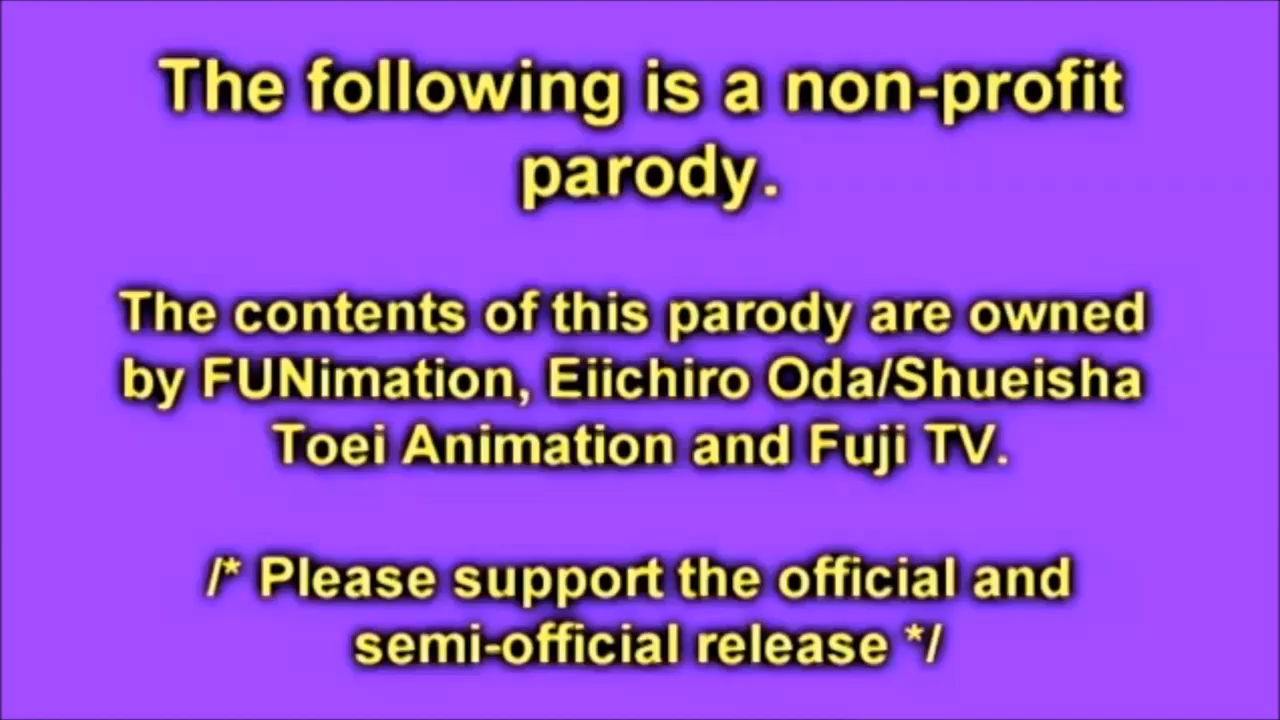 The following is a non-profit
parody.
The contents of this parody are owned
by FUNimation, Eiichiro Oda/Shueisha
Toei Animation and Fuji TV.
/* Please support the official and
semi-official release */